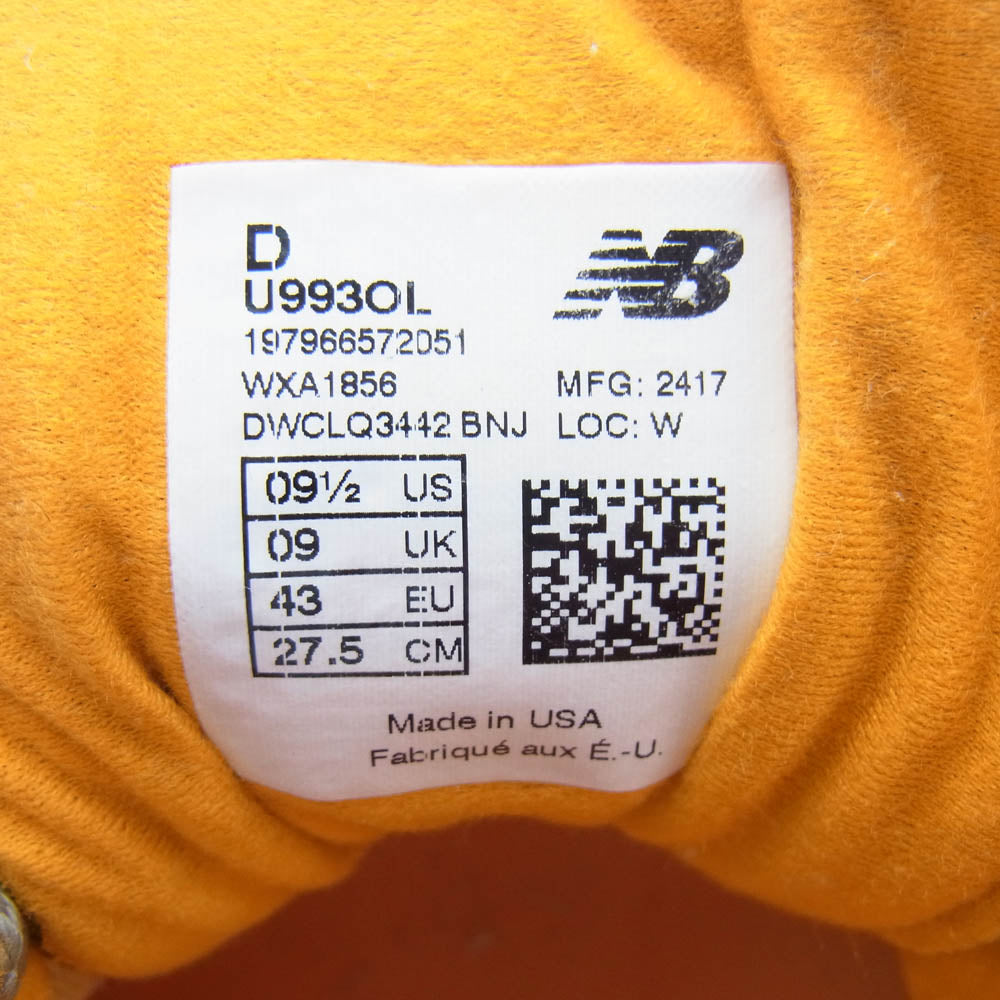 D
NB
U993OL
197966572051
WXA1856 MFG: 2417
DWCLQ3442 BNJ LOC: W
09½ US
09 UK
43 EU
27.5 CM
Made in USA
Fabriqué aux É.-U.